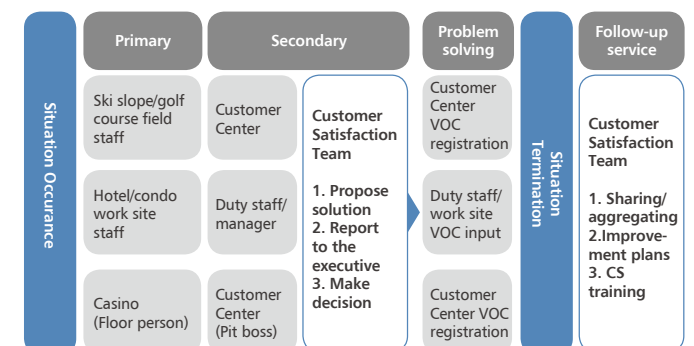 Situation Occurance
Primary
Secondary
Problem
solving
Situation
Termination
Follow-up
service
Ski slope/golf
course field
staff
Customer
Center
Customer
Satisfaction
Team
1. Propose
solution
2. Report
to the
executive
3. Make
decision
Customer
Center
VOC
registration
Customer
Satisfaction
Team
1. Sharing/
aggregating
2.Improve-
ment plans
3. CS
training
Hotel/condo
work site
staff
Duty staff/
manager
Duty staff/
work site
VOC input
Casino
(Floor person)
Customer
Center
(Pit boss)
Customer
Center VOC
registration